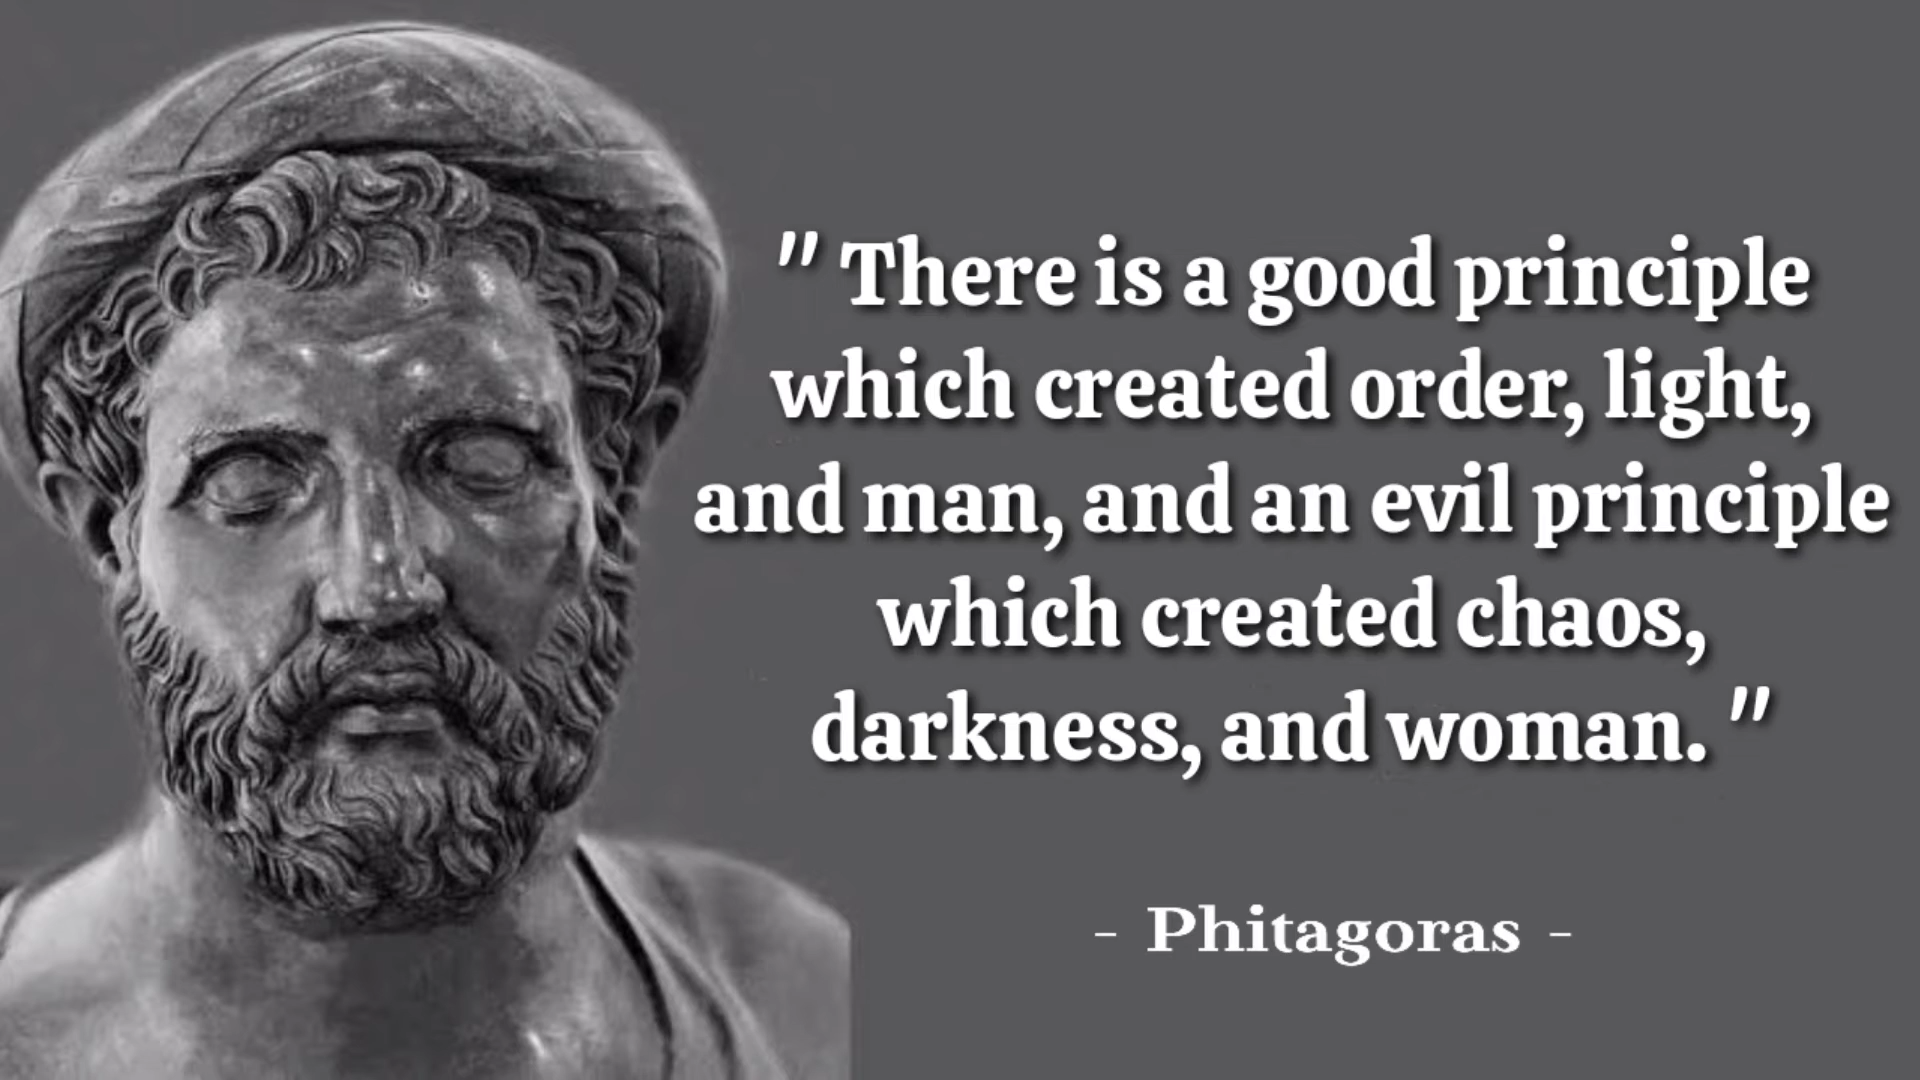 " There is a good principle
which created order, light,
and man, and an evil principle
which created chaos,
darkness, and woman. "
- Phitagoras -